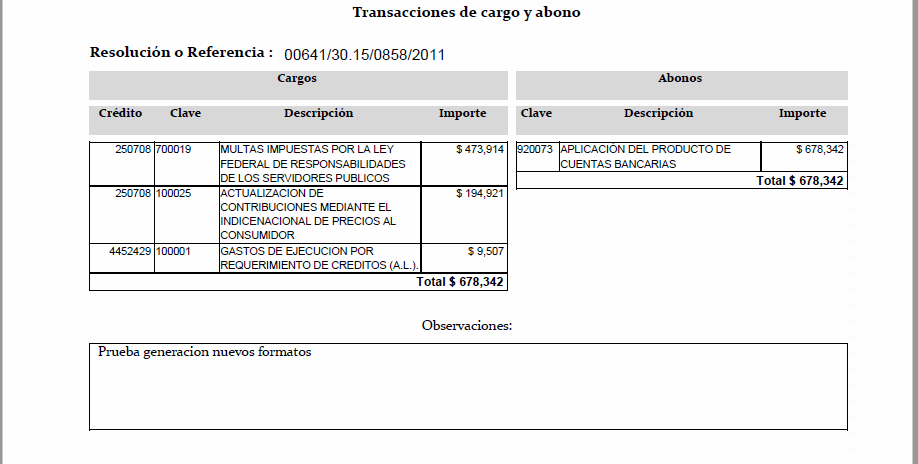 Transacciones de cargo y abono
Resolución o Referencia : 00641/30.15/0858/2011
Cargos
Crédito Clave Descripción Importe
250708 700019 MULTAS IMPUESTAS POR LA LEY $ 473,914
FEDERAL DE RESPONSABILIDADES
DE LOS SERVIDORES PUBLICOS
250708 100025 ACTUALIZACION DE $ 194,921
CONTRIBUCIONES MEDIANTE EL
INDICENACIONAL DE PRECIOS AL
CONSUMIDOR
4452429 100001 GASTOS DE EJECUCION POR $ 9,507
REQUERIMIENTO DE CREDITOS (A.L.).
Total $ 678,342
Abonos
Clave Descripción Importe
920073 APLICACION DEL PRODUCTO DE $ 678,342
CUENTAS BANCARIAS
Total $ 678,342
Observaciones:
Prueba generacion nuevos formatos